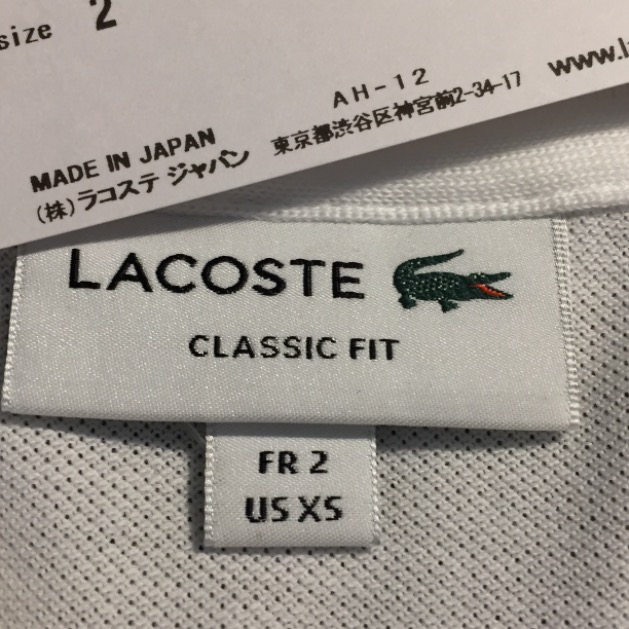 size 2
AH-12
www.
MADE IN JAPAN
(株)ラコステ ジャパン 東京都渋谷区神宮前2-34-17
LACOSTE
CLASSIC FIT
FR 2
US XS